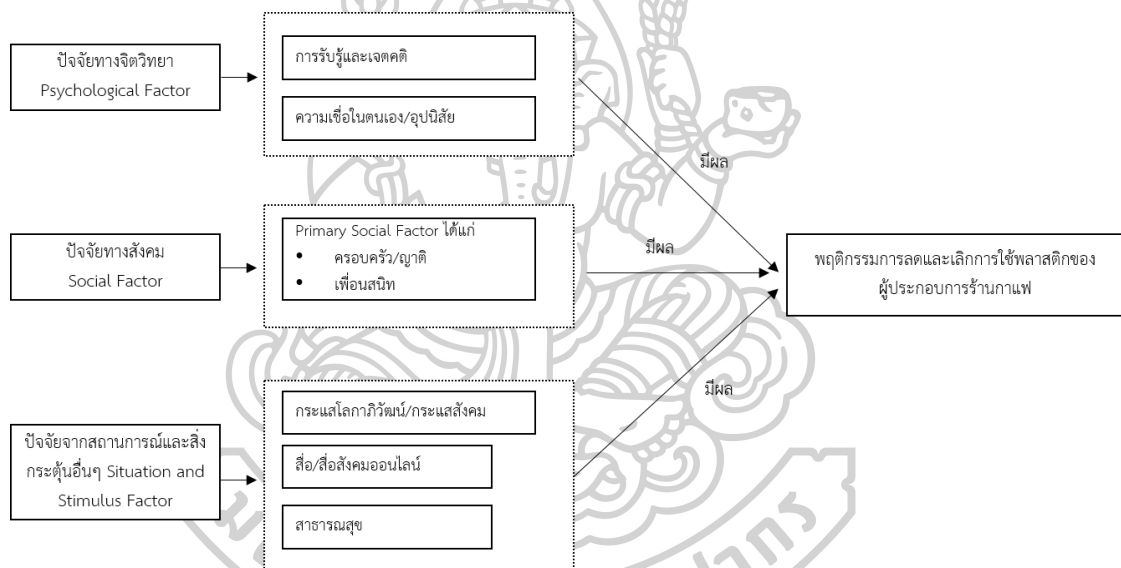 ปัจจัยทางจิตวิทยา
Psychological Factor
การรับรู้และเจตคติ
ความเชื่อในตนเอง/อุปนิสัย
มีผล
ปัจจัยทางสังคม
Social Factor
Primary Social Factor ได้แก่
• ครอบครัว/ญาติ
• เพื่อนสนิท
มีผล
พฤติกรรมการลดและเลิกการใช้พลาสติกของ
ผู้ประกอบการร้านกาแฟ
ปัจจัยจากสถานการณ์และสิ่ง
กระตุ้นอื่นๆ Situation and
Stimulus Factor
กระแสโลกาภิวัฒน์/กระแสสังคม
สื่อ/สื่อสังคมออนไลน์
สาธารณสุข
มีผล